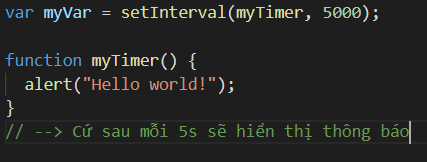 var myVar = setInterval(myTimer, 5000);
function myTimer() {
  alert("Hello world!");
}
// --> Cứ sau mỗi 5s sẽ hiển thị thông báo